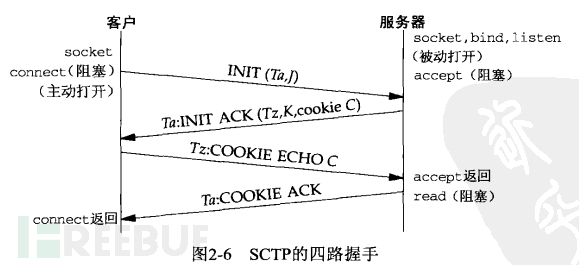 客户
服务器
socket
connect(阻塞)
(主动打开)
socket,bind,listen
(被动打开)
accept(阻塞)
INIT (Ta,J)
Ta:INIT ACK (Tz,K,cookie C)
Tz:COOKIE ECHO C
accept返回
read(阻塞)
Ta:COOKIE ACK
connect返回
图2-6 SCTP的四路握手
FREEBUF